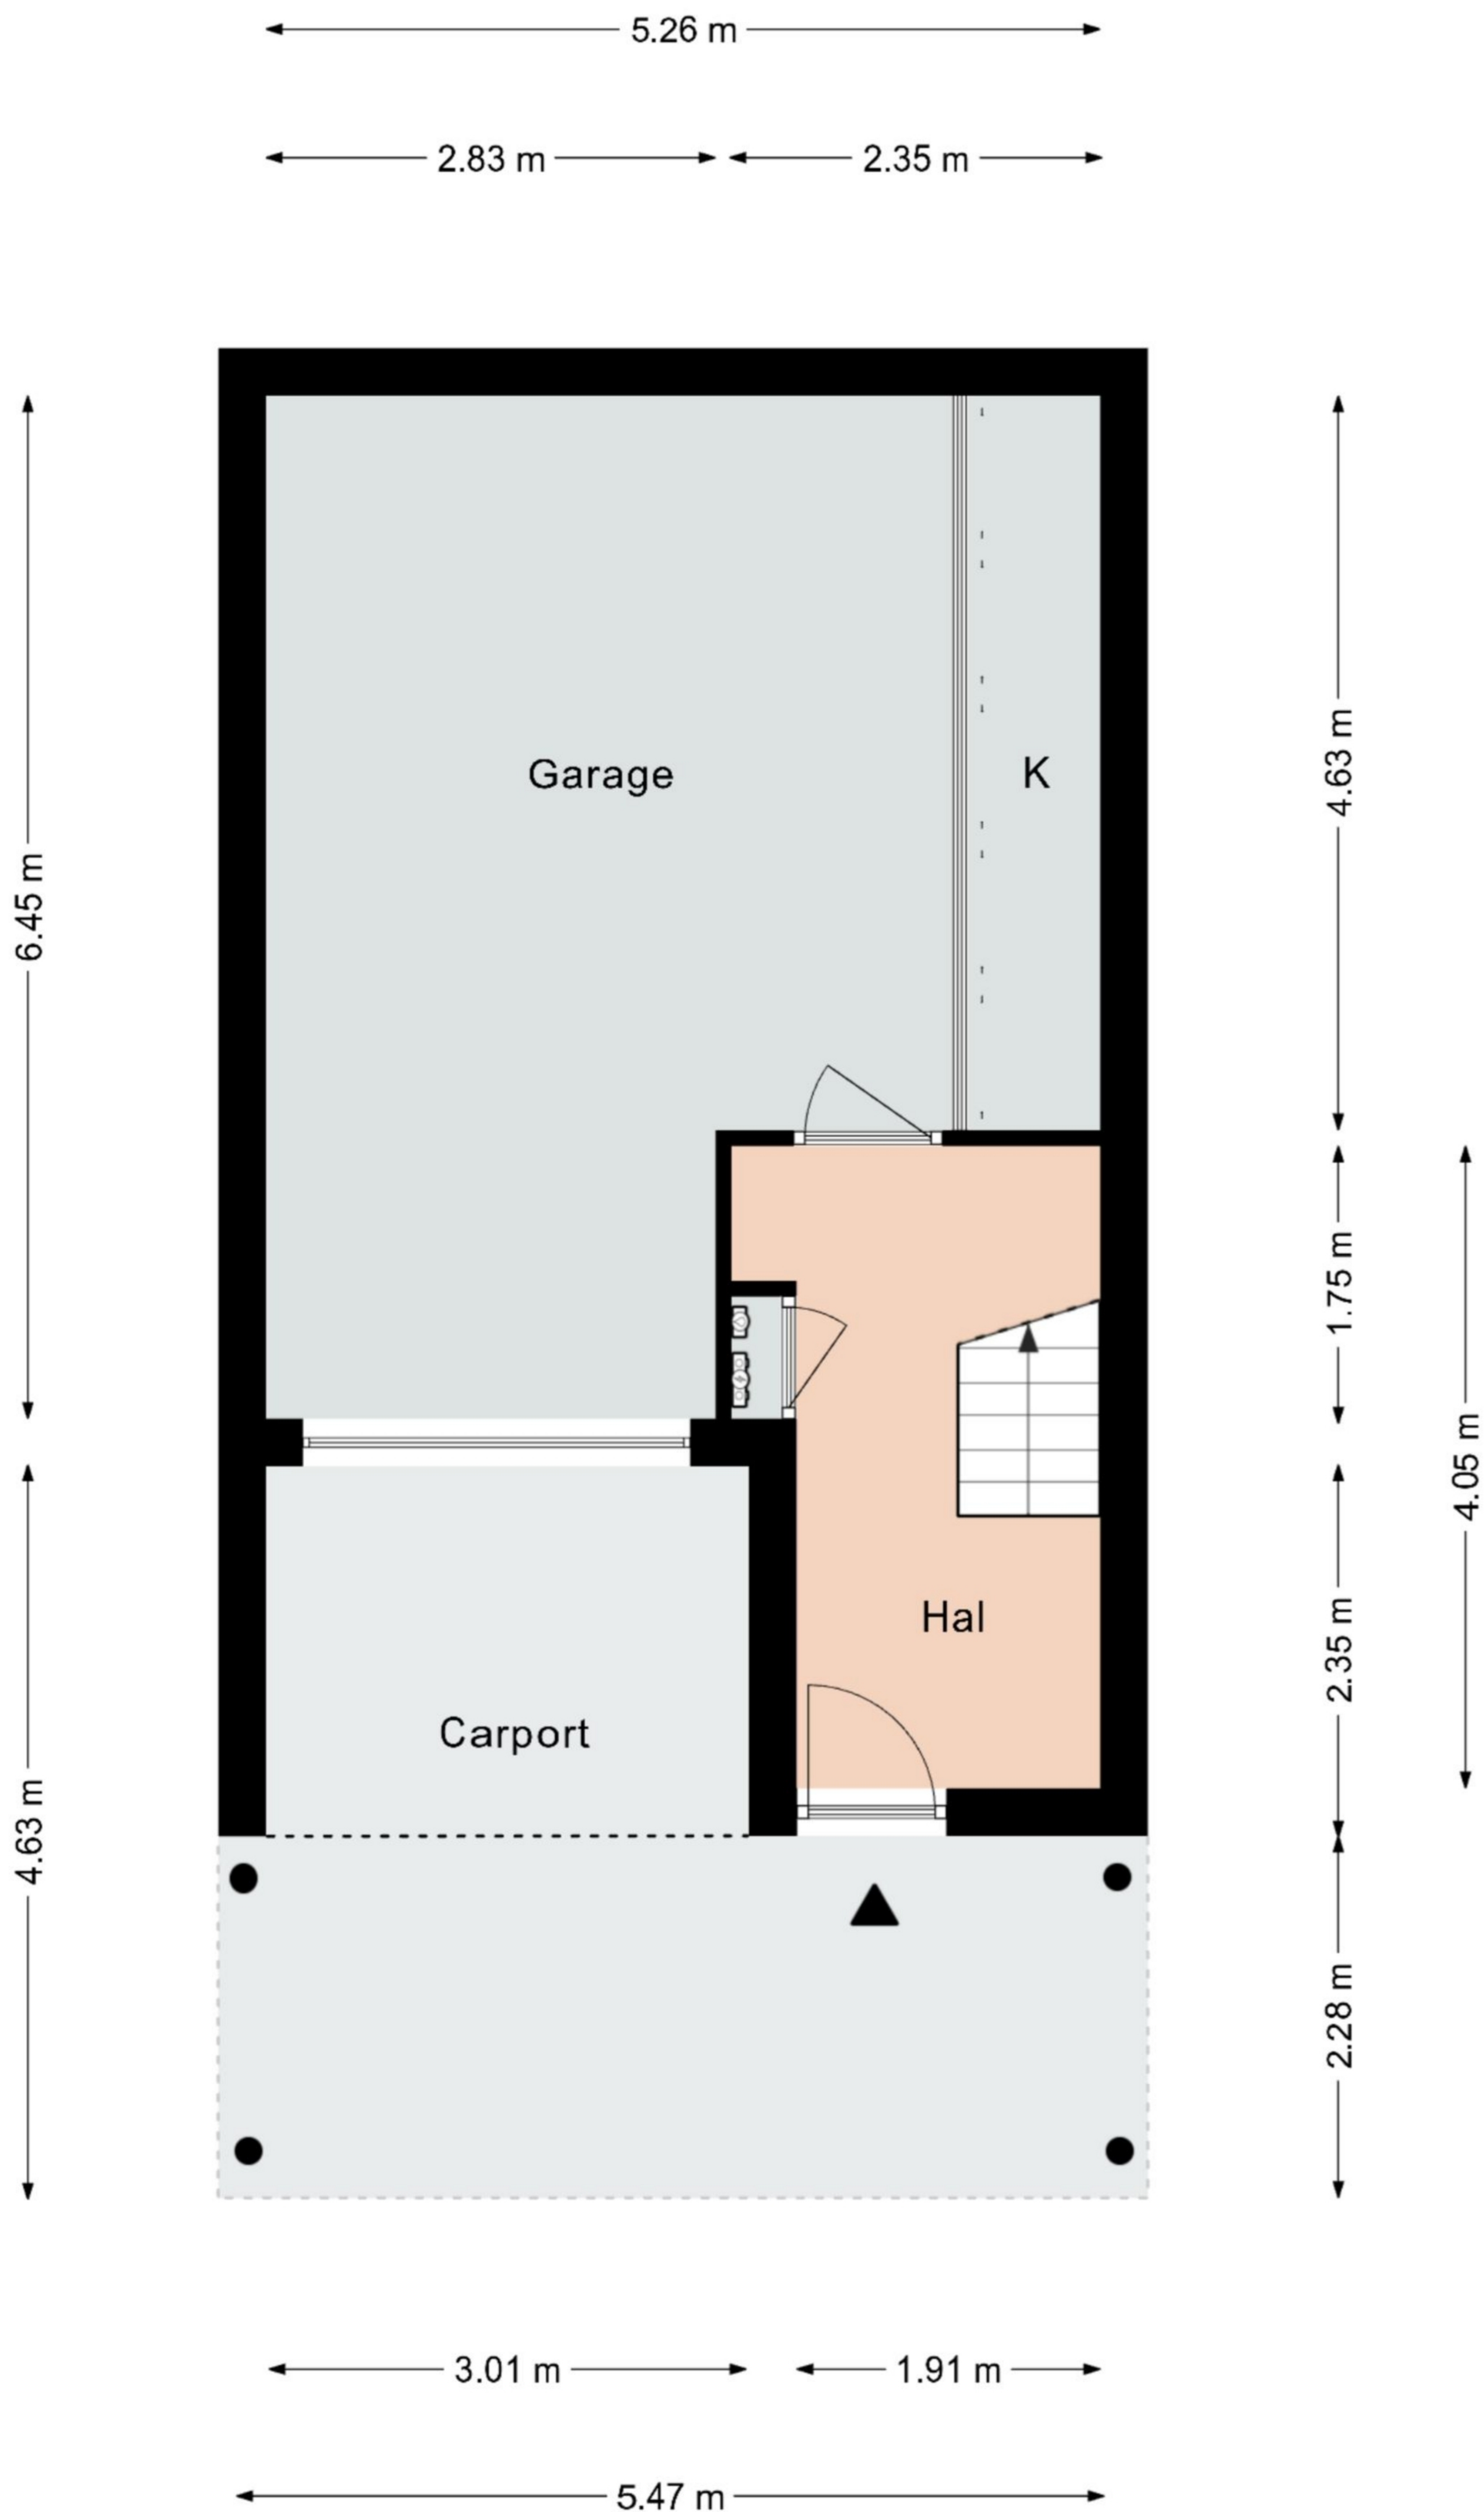 5.26 m
2.83 m
2.35 m
Garage
K
4.63 m
6.45 m
1.75 m
4.05 m
Hal
2.35 m
Carport
4.63 m
2.28 m
3.01 m
1.91 m
5.47 m